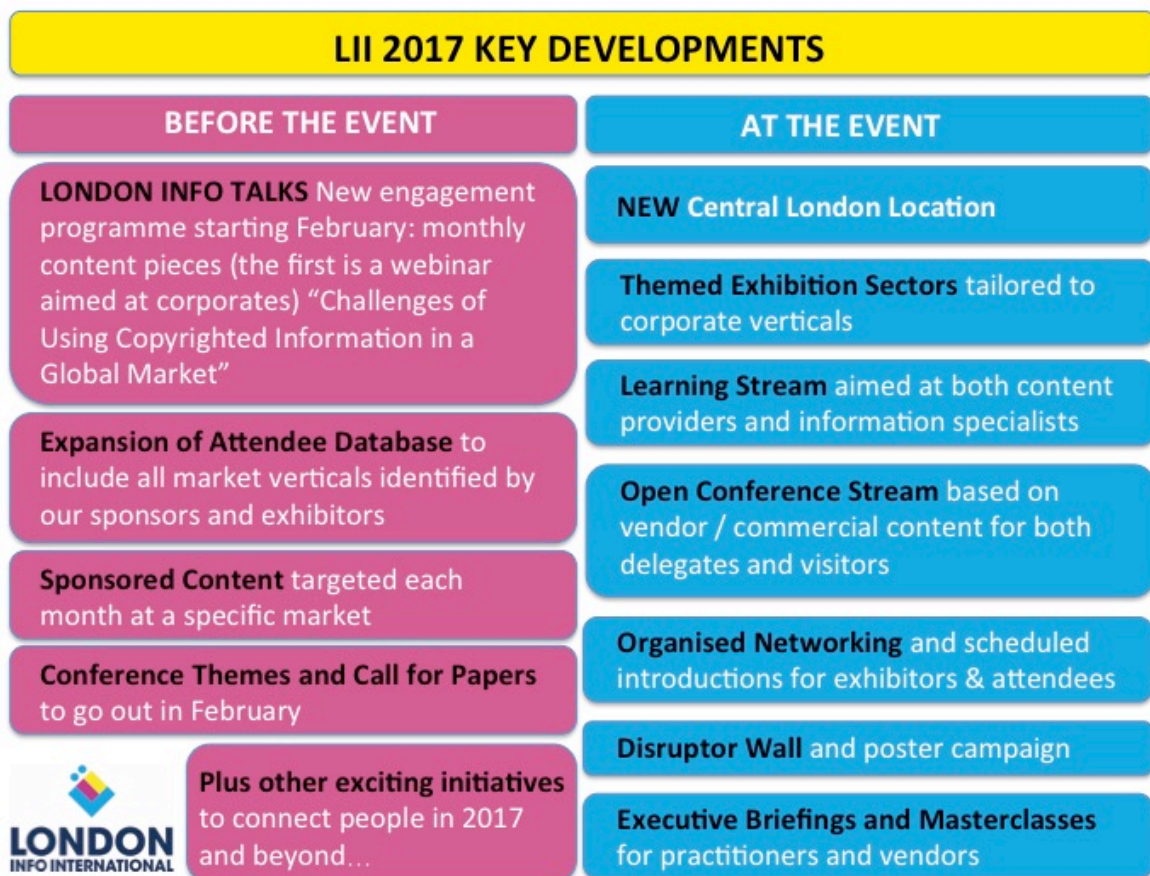 LII 2017 KEY DEVELOPMENTS
BEFORE THE EVENT
LONDON INFO TALKS New engagement
programme starting February: monthly
content pieces (the first is a webinar
aimed at corporates) “Challenges of
Using Copyrighted Information in a
Global Market”
Expansion of Attendee Database to
include all market verticals identified by
our sponsors and exhibitors
Sponsored Content targeted each
month at a specific market
Conference Themes and Call for Papers
to go out in February
Plus other exciting initiatives
to connect people in 2017
and beyond…
LONDON
INFO INTERNATIONAL
AT THE EVENT
NEW Central London Location
Themed Exhibition Sectors tailored to
corporate verticals
Learning Stream aimed at both content
providers and information specialists
Open Conference Stream based on
vendor / commercial content for both
delegates and visitors
Organised Networking and scheduled
introductions for exhibitors & attendees
Disruptor Wall and poster campaign
Executive Briefings and Masterclasses
for practitioners and vendors